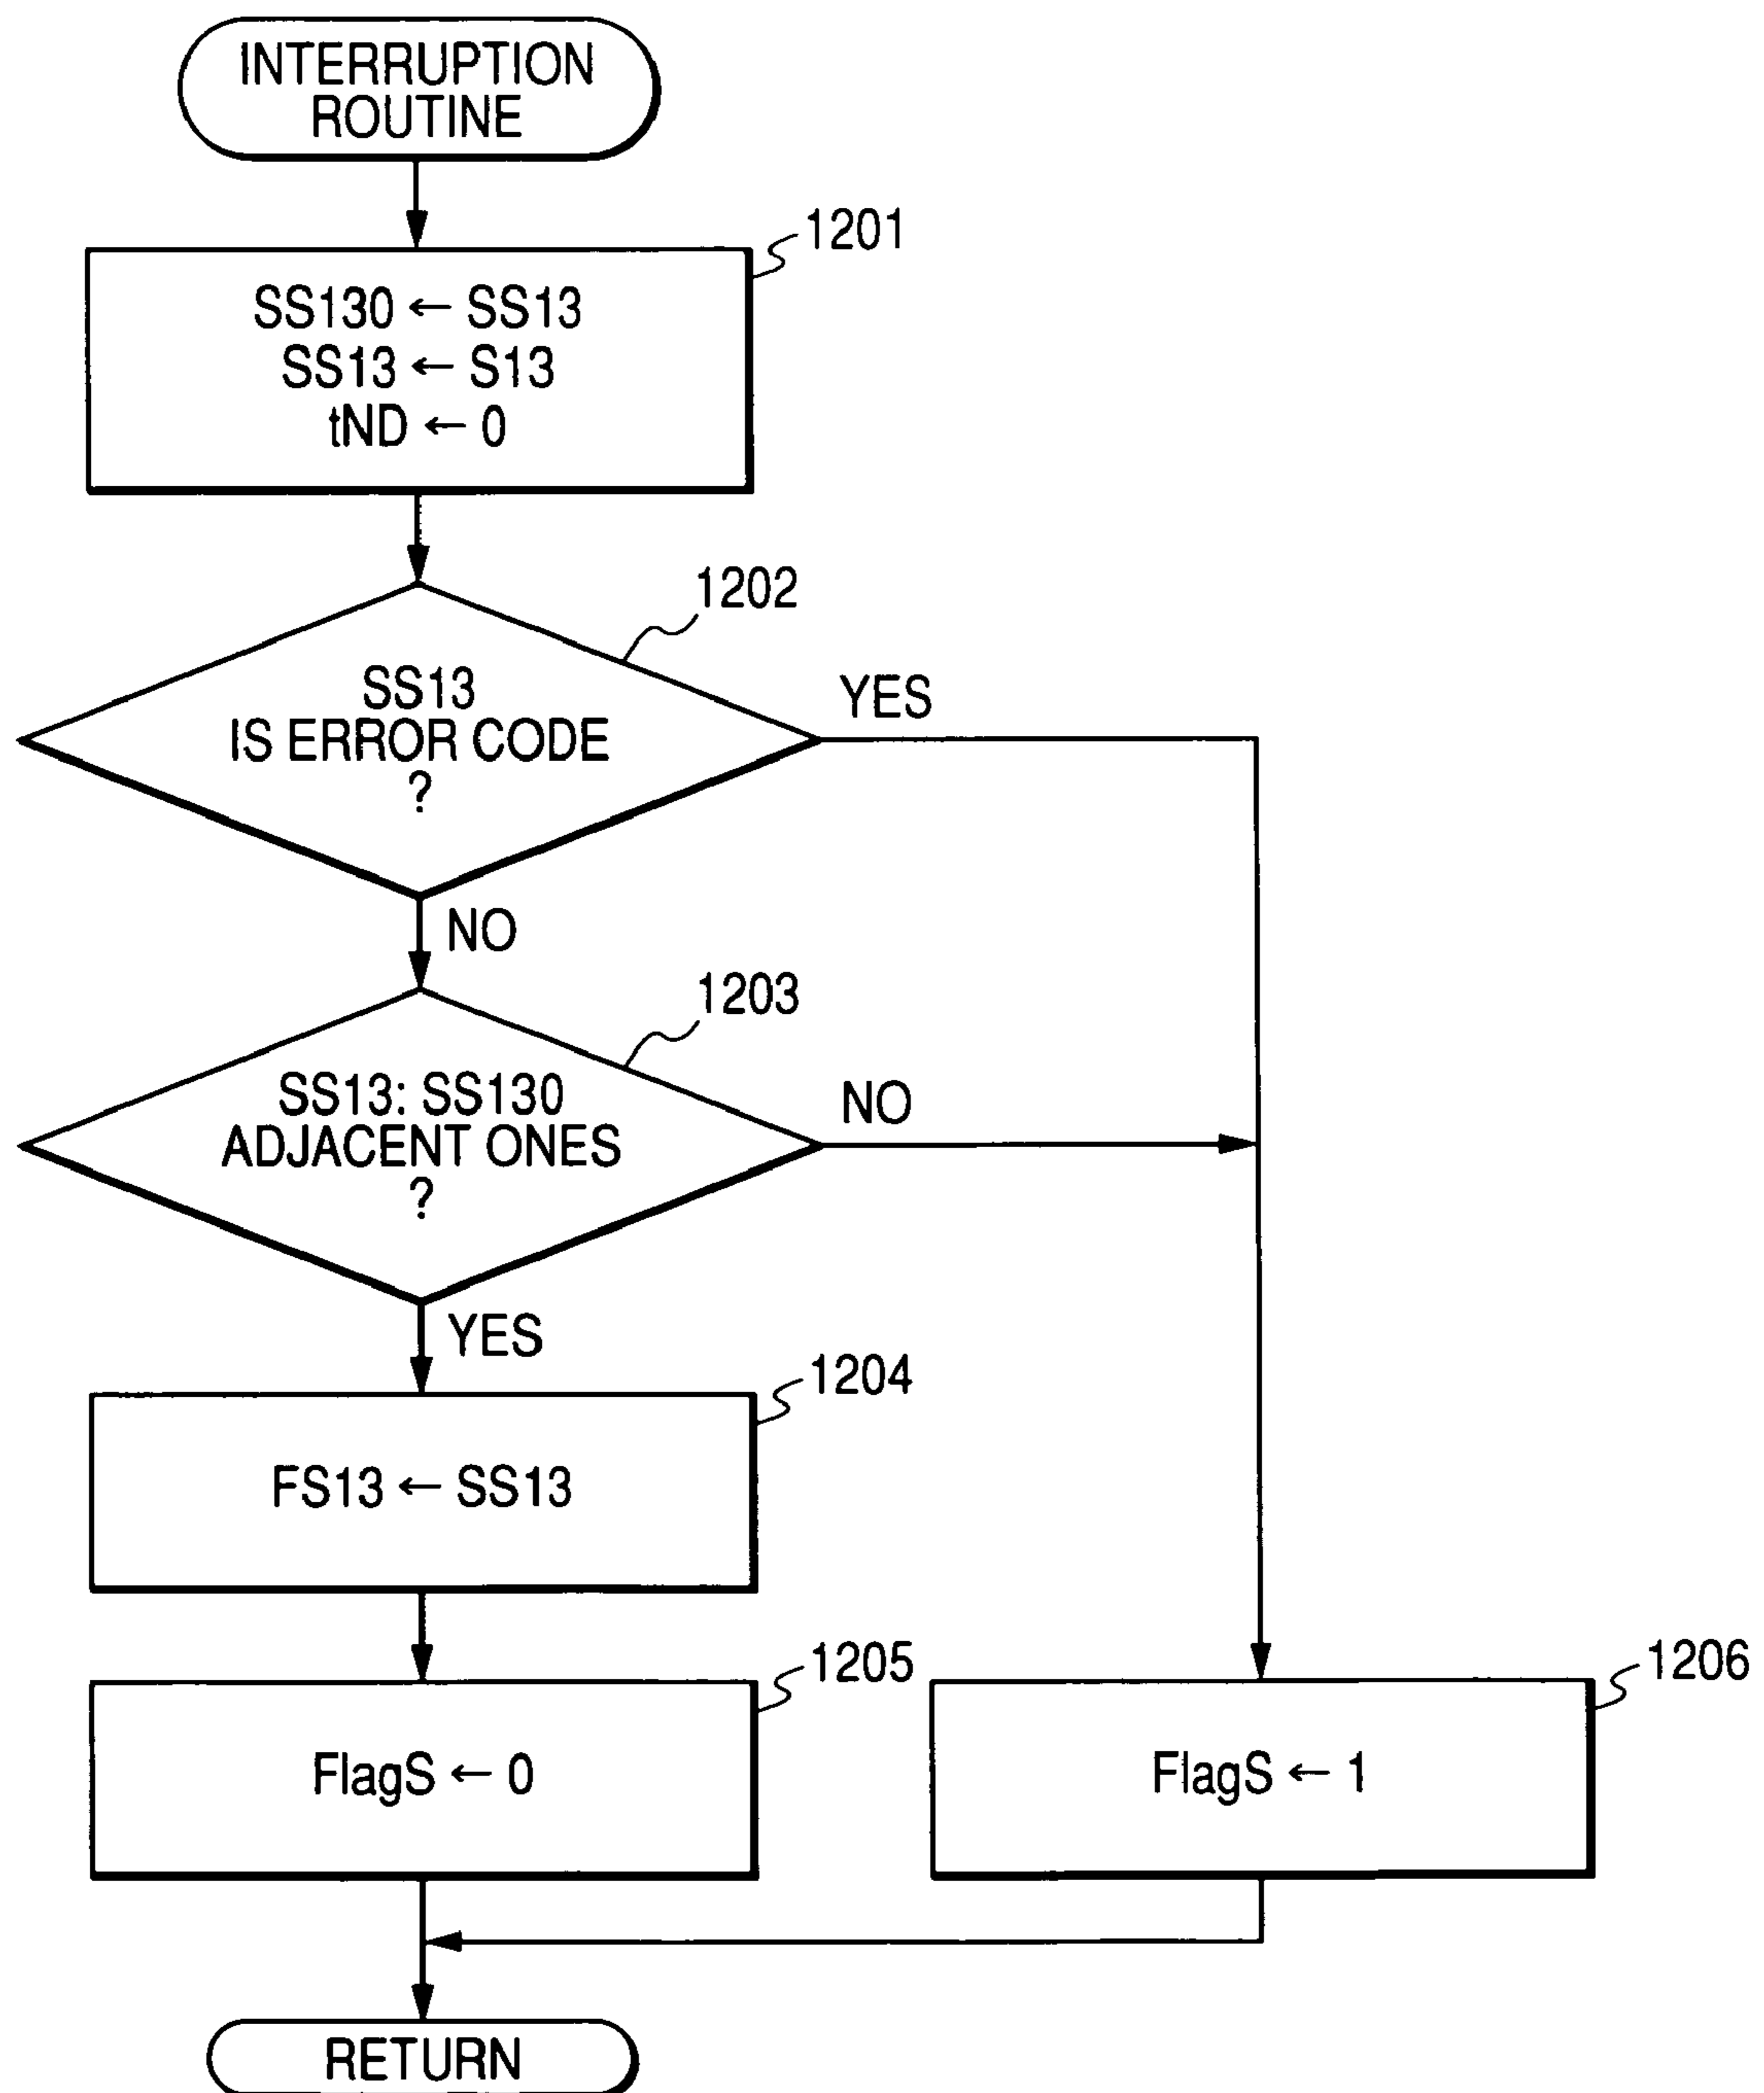 INTERRUPTION
ROUTINE
1201
SS130 ← SS13
SS13 ← S13
tND ← 0
1202
SS13
IS ERROR CODE
?
YES
NO
1203
SS13: SS130
ADJACENT ONES
?
NO
YES
1204
FS13 ← SS13
1205
FlagS ← 0
1206
FlagS ← 1
RETURN